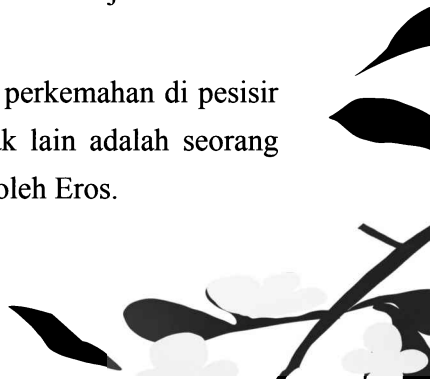 perkemahan di pesisir
lain adalah seorang
oleh Eros.